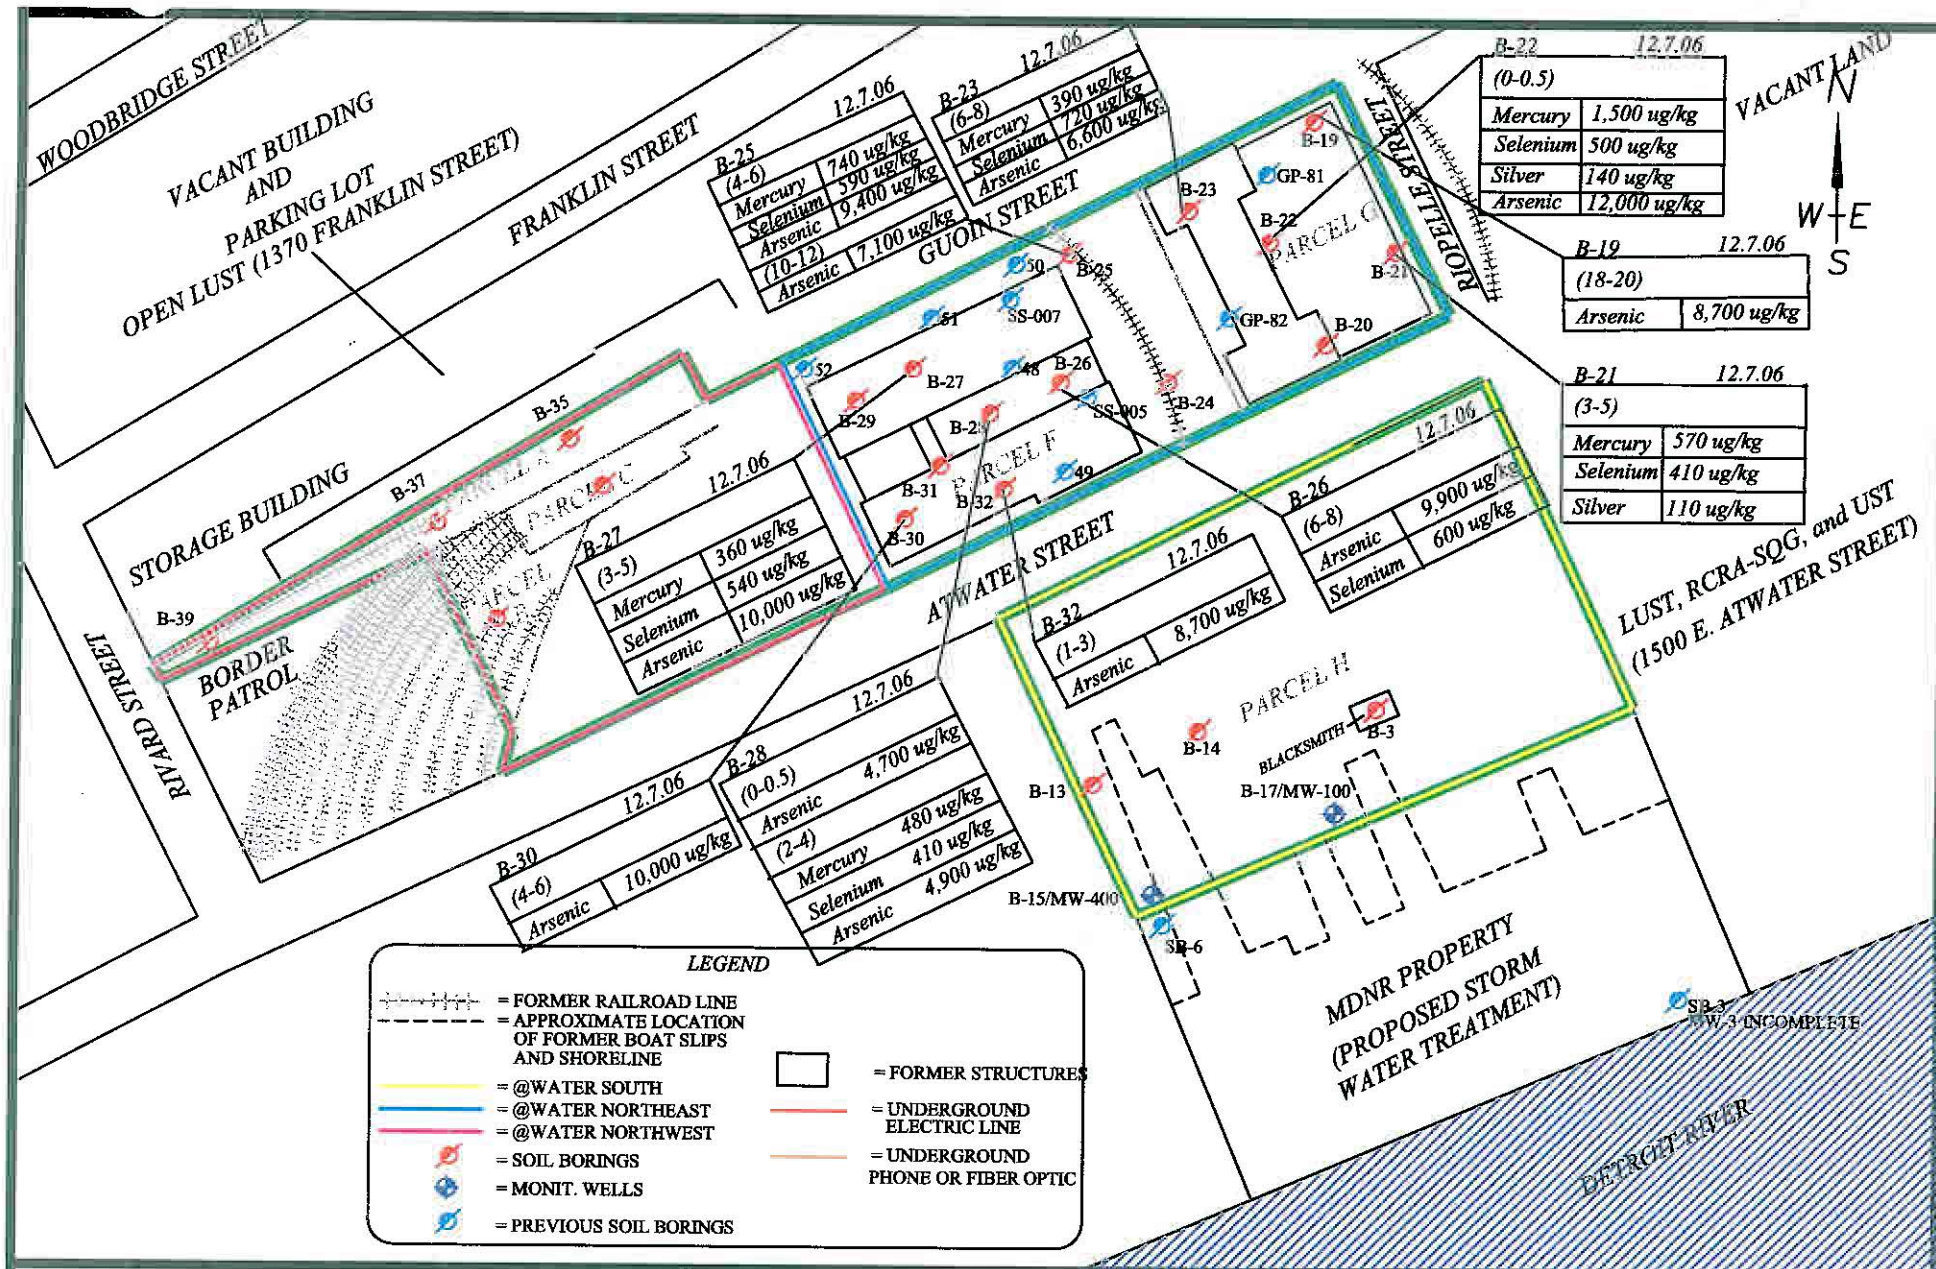 WOODBRIDGE STREET
VACANT BUILDING
AND
PARKING LOT
OPEN LUST (1370 FRANKLIN STREET)
FRANKLIN STREET
GUOIN STREET
RIOPELLE STREET
VACANT LAND
N
W E
S
B-25 12.7.06
(4-6)
Mercury 740 ug/kg
Selenium 590 ug/kg
Arsenic 9,400 ug/kg
(10-12)
Arsenic 7,100 ug/kg
B-23 12.7.06
(6-8)
Mercury 390 ug/kg
Selenium 720 ug/kg
Arsenic 6,600 ug/kg
B-22 12.7.06
(0-0.5)
Mercury 1,500 ug/kg
Selenium 500 ug/kg
Silver 140 ug/kg
Arsenic 12,000 ug/kg
B-19 12.7.06
(18-20)
Arsenic 8,700 ug/kg
B-21 12.7.06
(3-5)
Mercury 570 ug/kg
Selenium 410 ug/kg
Silver 110 ug/kg
B-19
GP-81
B-23
B-22
PARCEL G
B-21
B-25
50
SS-007
51
GP-82
B-20
52
B-27
48
B-26
SS-005
B-24
B-29
B-28
PARCEL F
49
B-31
B-32
B-30
B-35
B-37
PARCEL C
B-39
STORAGE BUILDING
BORDER
PATROL
RIVARD STREET
ATWATER STREET
B-27 12.7.06
(3-5)
Mercury 360 ug/kg
Selenium 540 ug/kg
Arsenic 10,000 ug/kg
B-26 12.7.06
(6-8)
Arsenic 9,900 ug/kg
Selenium 600 ug/kg
B-32 12.7.06
(1-3)
Arsenic 8,700 ug/kg
B-28 12.7.06
(0-0.5)
Arsenic 4,700 ug/kg
(2-4)
Mercury 480 ug/kg
Selenium 410 ug/kg
Arsenic 4,900 ug/kg
B-30 12.7.06
(4-6)
Arsenic 10,000 ug/kg
PARCEL H
BLACKSMITH
B-3
B-14
B-13
B-17/MW-100
B-15/MW-400
SB-6
LUST, RCRA-SQG, and UST
(1500 E. ATWATER STREET)
MDNR PROPERTY
(PROPOSED STORM
WATER TREATMENT)
SB-3
MW-3 INCOMPLETE
DETROIT RIVER
LEGEND
= FORMER RAILROAD LINE
= APPROXIMATE LOCATION
OF FORMER BOAT SLIPS
AND SHORELINE
= @WATER SOUTH
= @WATER NORTHEAST
= @WATER NORTHWEST
= SOIL BORINGS
= MONIT. WELLS
= PREVIOUS SOIL BORINGS
= FORMER STRUCTURES
= UNDERGROUND
ELECTRIC LINE
= UNDERGROUND
PHONE OR FIBER OPTIC